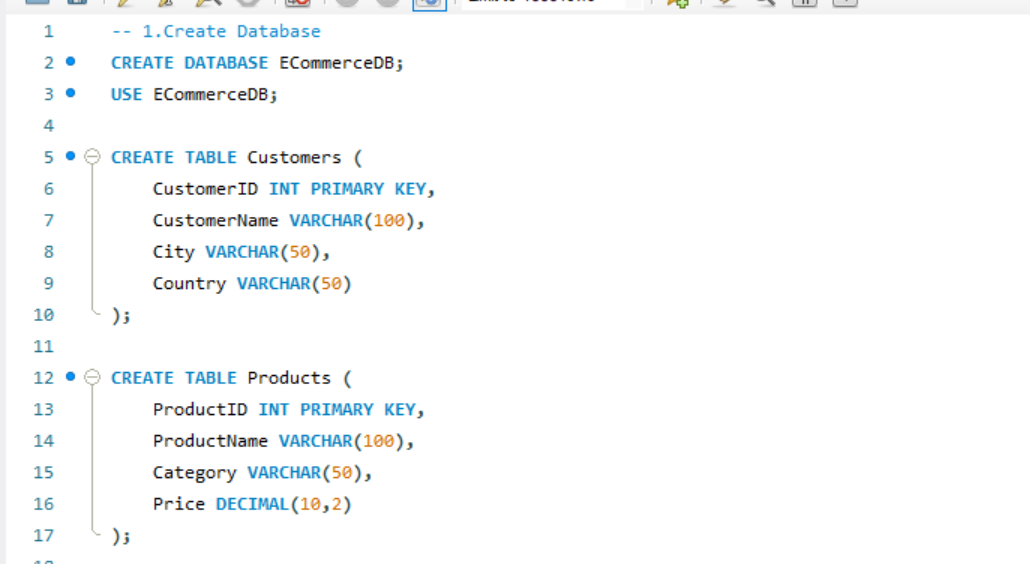 1 -- 1.Create Database
2 CREATE DATABASE ECommerceDB;
3 USE ECommerceDB;
4
5 CREATE TABLE Customers (
6 CustomerID INT PRIMARY KEY,
7 CustomerName VARCHAR(100),
8 City VARCHAR(50),
9 Country VARCHAR(50)
10 );
11
12 CREATE TABLE Products (
13 ProductID INT PRIMARY KEY,
14 ProductName VARCHAR(100),
15 Category VARCHAR(50),
16 Price DECIMAL(10,2)
17 );